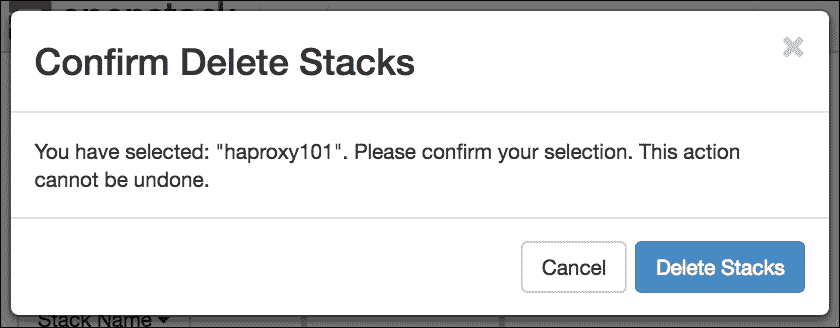 openstack
Confirm Delete Stacks
×
You have selected: "haproxy101". Please confirm your selection. This action
cannot be undone.
Cancel
Delete Stacks
Stack Name